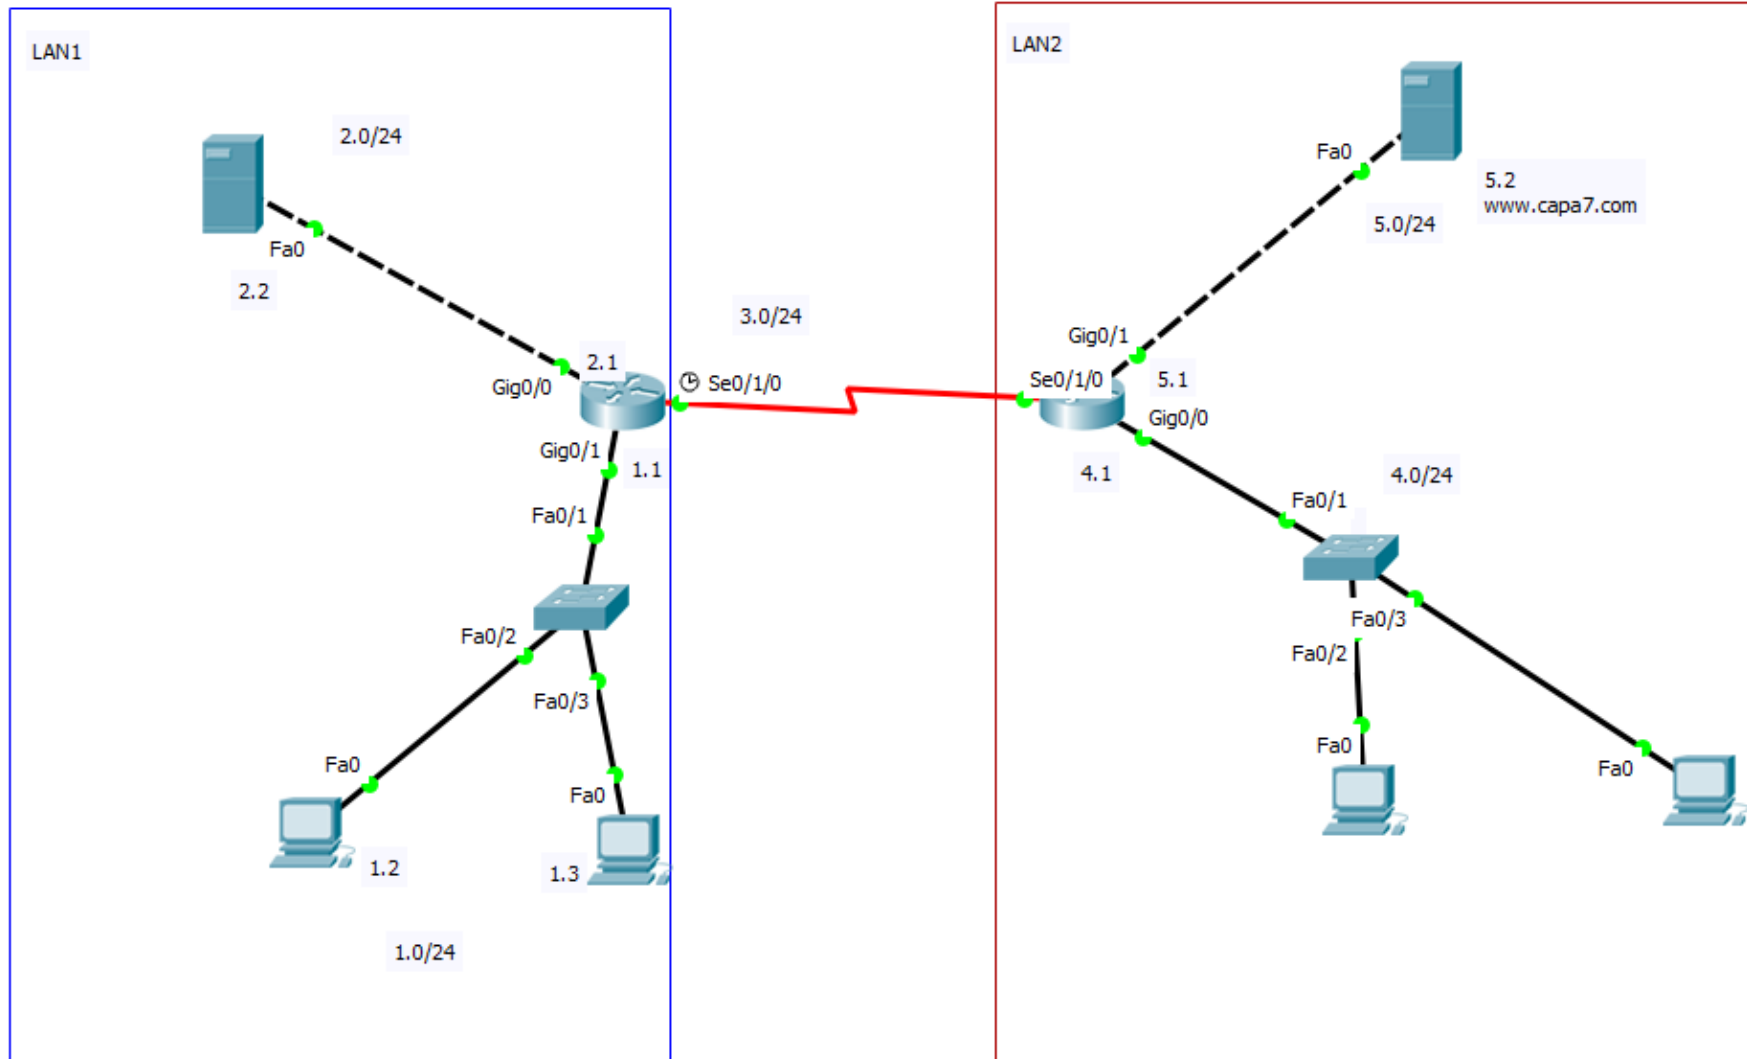 LAN1
2.0/24
Fa0
2.2
2.1
Gig0/0
Se0/1/0
3.0/24
Gig0/1
1.1
Fa0/1
Fa0/2
Fa0/3
Fa0
Fa0
1.2
1.3
1.0/24
LAN2
Fa0
5.2
www.capa7.com
5.0/24
Gig0/1
Se0/1/0
5.1
Gig0/0
4.1
4.0/24
Fa0/1
Fa0/3
Fa0/2
Fa0
Fa0